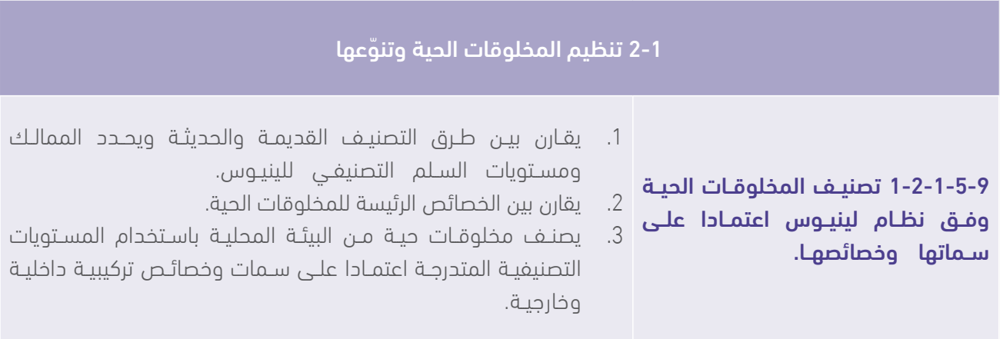 2-1 تنظيم المخلوقات الحية وتنوّعها
9-5-1-2-1 تصنيف المخلوقات الحية
وفق نظام لينيوس اعتمادا على
سماتها وخصائصها.
1. يقارن بين طرق التصنيف القديمة والحديثة ويحدد الممالك
ومستويات السلم التصنيفي للينيوس.
2. يقارن بين الخصائص الرئيسة للمخلوقات الحية.
3. يصنف مخلوقات حية من البيئة المحلية باستخدام المستويات
التصنيفية المتدرجة اعتمادا على سمات وخصائص تركيبية داخلية
وخارجية.